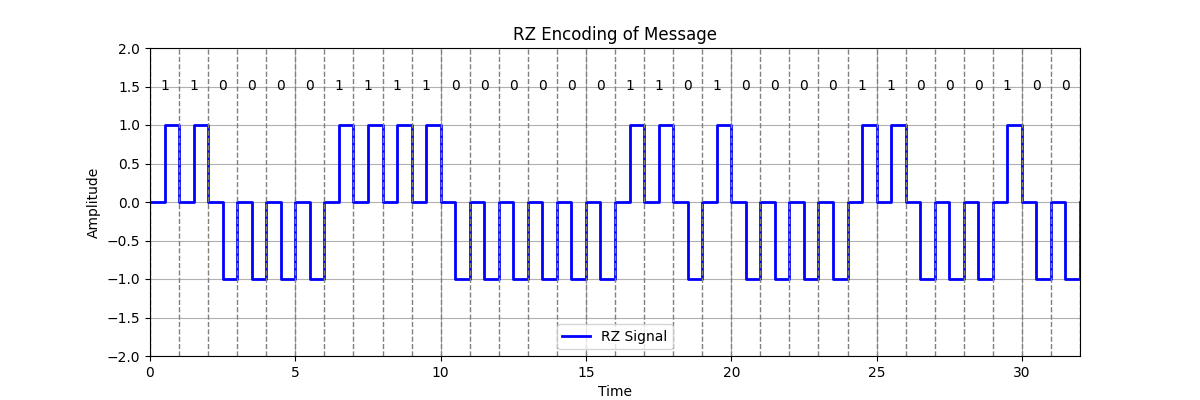 RZ Encoding of Message
2.0
1.5
1.0
0.5
0.0
−0.5
−1.0
−1.5
−2.0
Amplitude
1 1 0 0 0 0 1 1 1 1 0 0 0 0 0 0 1 1 0 1 0 0 0 0 1 1 0 0 0 1 0 0
RZ Signal
0 5 10 15 20 25 30
Time